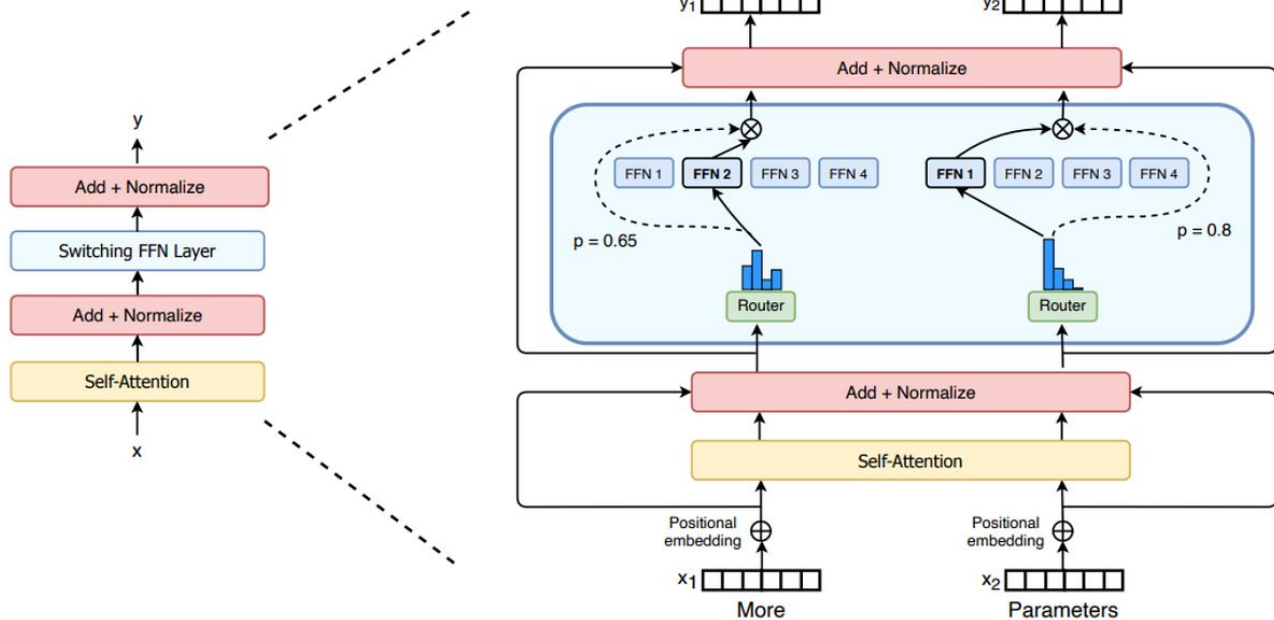 y
Add + Normalize
Switching FFN Layer
Add + Normalize
Self-Attention
x
y1 y2
Add + Normalize
FFN 1 FFN 2 FFN 3 FFN 4 FFN 1 FFN 2 FFN 3 FFN 4
p = 0.65 p = 0.8
Router Router
Add + Normalize
Self-Attention
Positional embedding Positional embedding
x1 x2
More Parameters